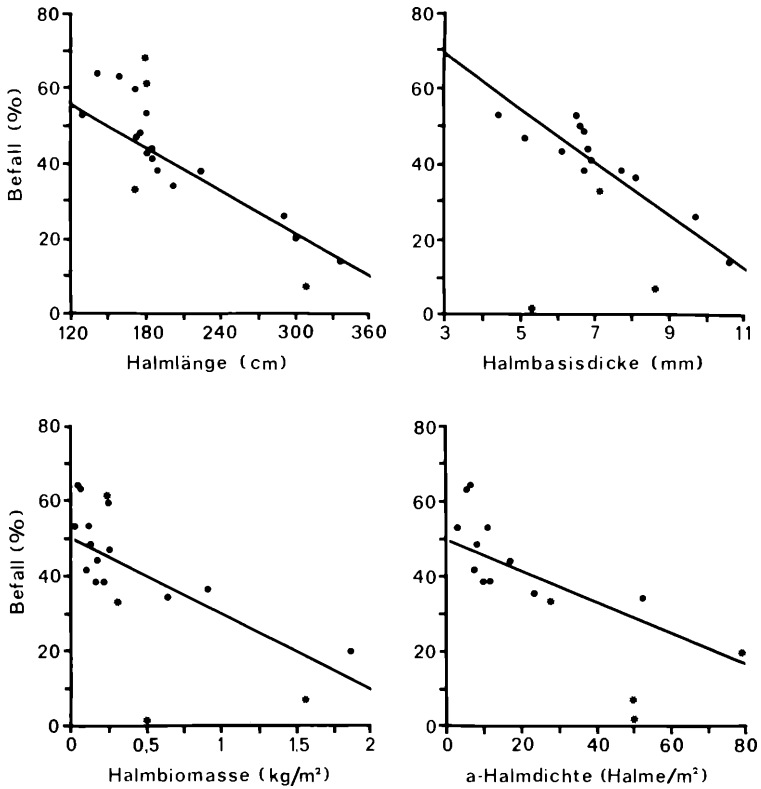 80
60
40
20
0
Befall (%)
120 180 240 300 360
Halmlänge (cm)
80
60
40
20
0
3 5 7 9 11
Halmbasisdicke (mm)
80
60
40
20
0
Befall (%)
0 0,5 1 1.5 2
Halmbiomasse (kg/m²)
80
60
40
20
0
0 20 40 60 80
a-Halmdichte (Halme/m²)